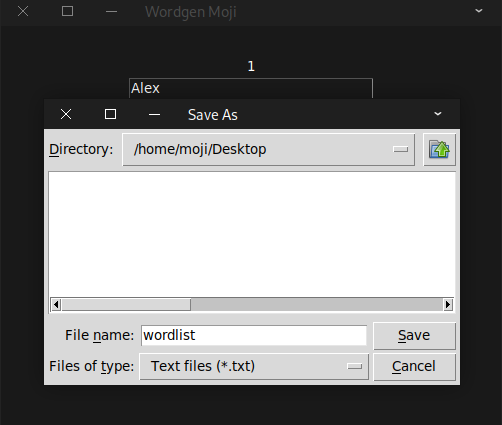 Wordgen Moji
1
Alex
Save As
Directory: /home/moji/Desktop
File name: wordlist Save
Files of type: Text files (*.txt) Cancel